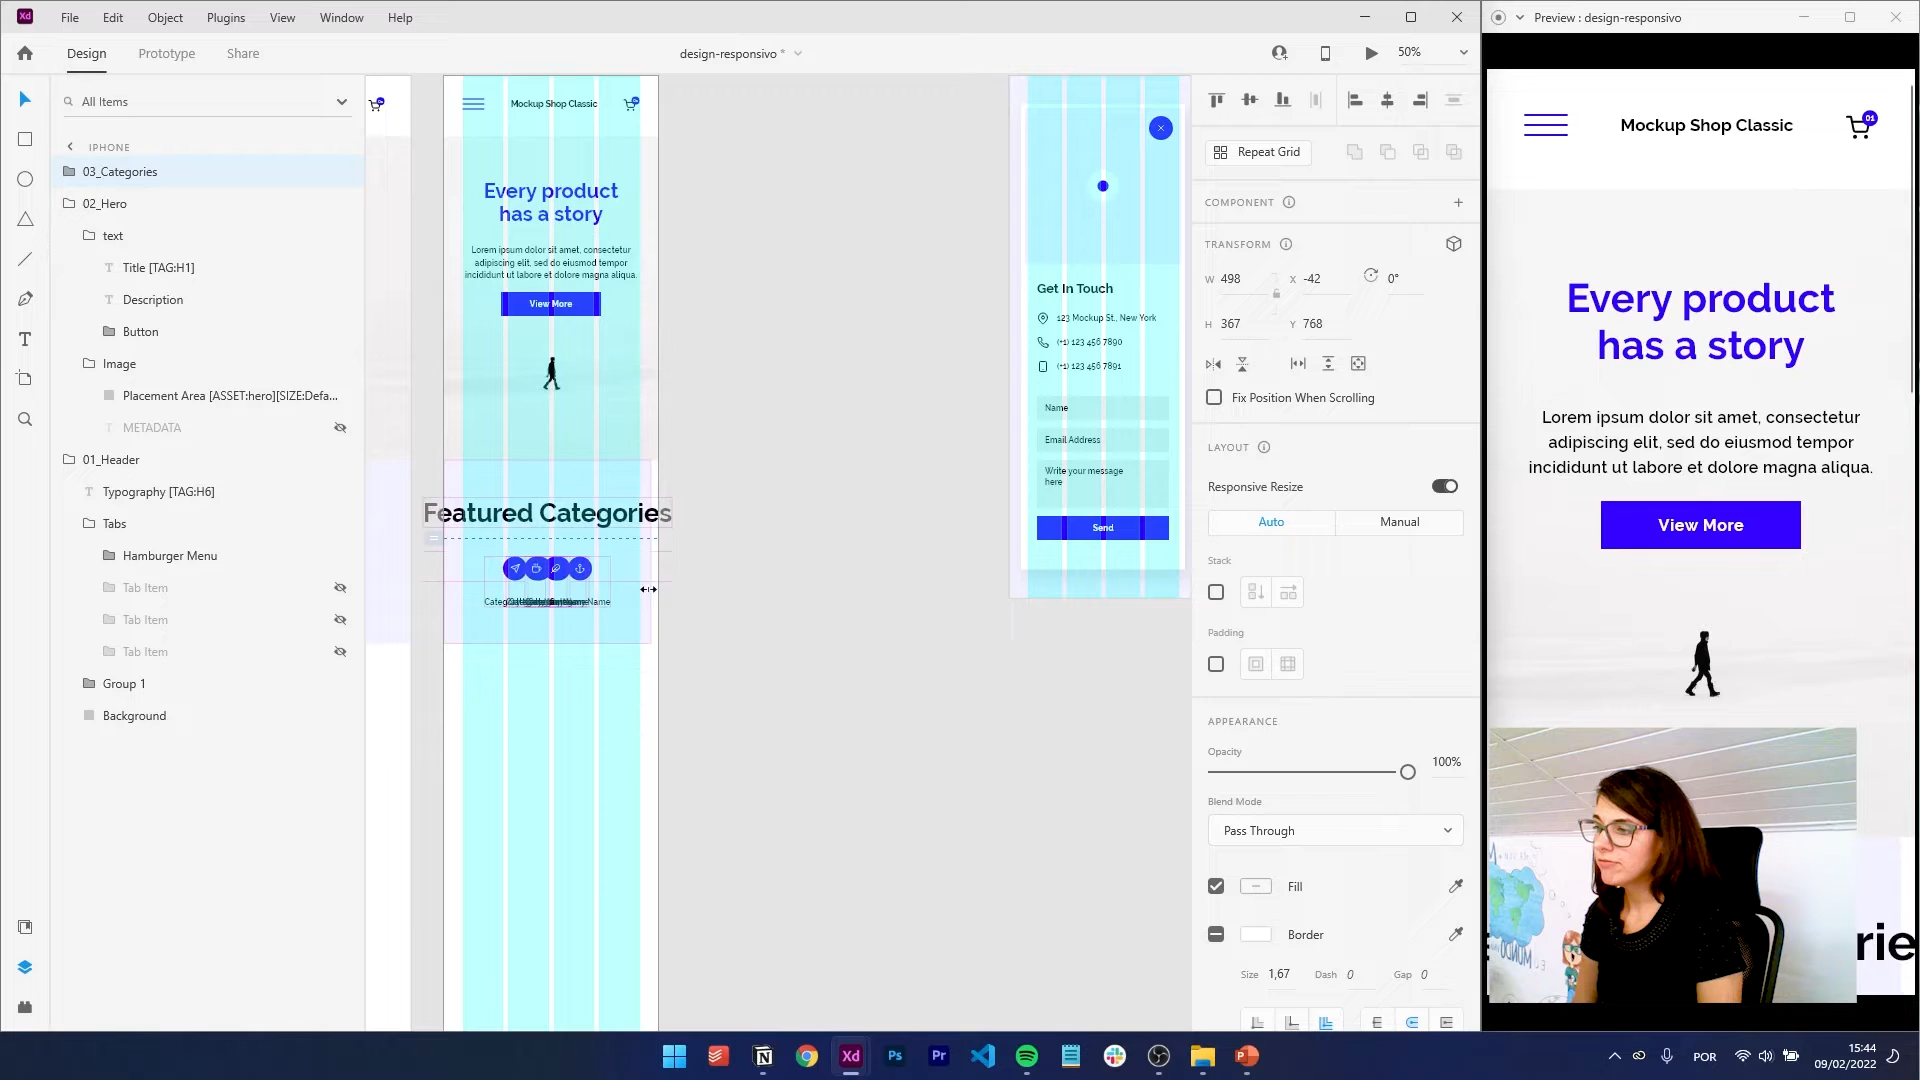 Xd
File Edit Object Plugins View Window Help
Design
Prototype
Share
design-responsivo *
50%
Preview : design-responsivo
All Items
IPHONE
03_Categories
02_Hero
text
Title [TAG:H1]
Description
Button
Image
Placement Area [ASSET:hero][SIZE:Defa...
METADATA
01_Header
Typography [TAG:H6]
Tabs
Hamburger Menu
Tab Item
Tab Item
Tab Item
Group 1
Background
Mockup Shop Classic
Every product
has a story
Lorem ipsum dolor sit amet, consectetur
adipiscing elit, sed do eiusmod tempor
incididunt ut labore et dolore magna aliqua.
View More
Featured Categories
Get In Touch
123 Mockup St., New York
(+1) 123 456 7890
(+1) 123 456 7891
Name
Email Address
Write your message
here
Send
Repeat Grid
COMPONENT
TRANSFORM
W 498 X -42 0°
H 367 Y 768
Fix Position When Scrolling
LAYOUT
Responsive Resize
Auto
Manual
Stack
Padding
APPEARANCE
Opacity
100%
Blend Mode
Pass Through
Fill
Border
Size 1,67 Dash 0 Gap 0
Mockup Shop Classic
01
Every product
has a story
Lorem ipsum dolor sit amet, consectetur
adipiscing elit, sed do eiusmod tempor
incididunt ut labore et dolore magna aliqua.
View More
rie
N Xd Ps Pr
POR
15:44
09/02/2022